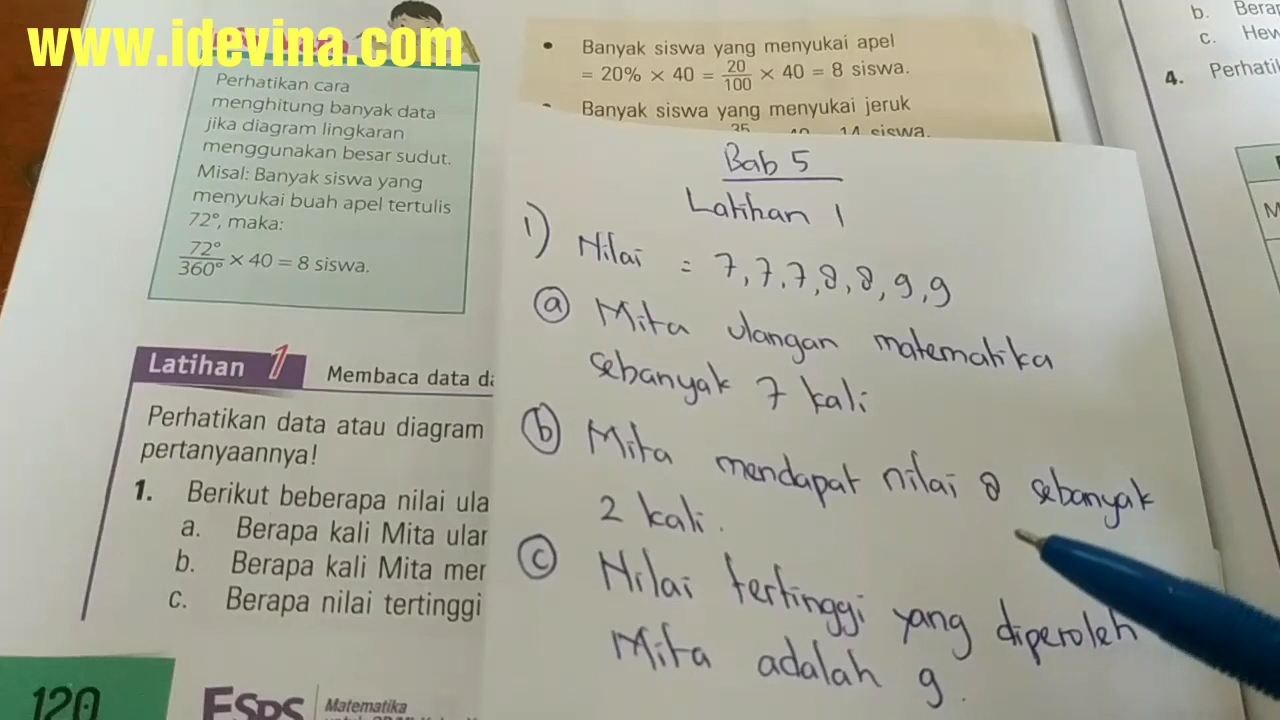 www.idevina.com
Perhatikan cara
menghitung banyak data
jika diagram lingkaran
menggunakan besar sudut.
Misal: Banyak siswa yang
menyukai buah apel tertulis
72°, maka:
72°/360° × 40 = 8 siswa.
• Banyak siswa yang menyukai apel
= 20% × 40 = 20/100 × 40 = 8 siswa.
Banyak siswa yang menyukai jeruk
35 40 14 siswa.
b.
c.
4.
Latihan 1
Membaca data
Perhatikan data atau diagram
pertanyaannya!
1. Berikut beberapa nilai
a. Berapa kali Mita
b. Berapa kali Mita
c. Berapa nilai tertinggi
120
ESPS
Matematika
Bab 5
Latihan 1
1) Nilai = 7, 7, 7, 8, 8, 9, 9
a Mita ulangan matematika
sebanyak 7 kali
b Mita mendapat nilai 8 sebanyak
2 kali.
c Nilai tertinggi yang diperoleh
Mita adalah 9.